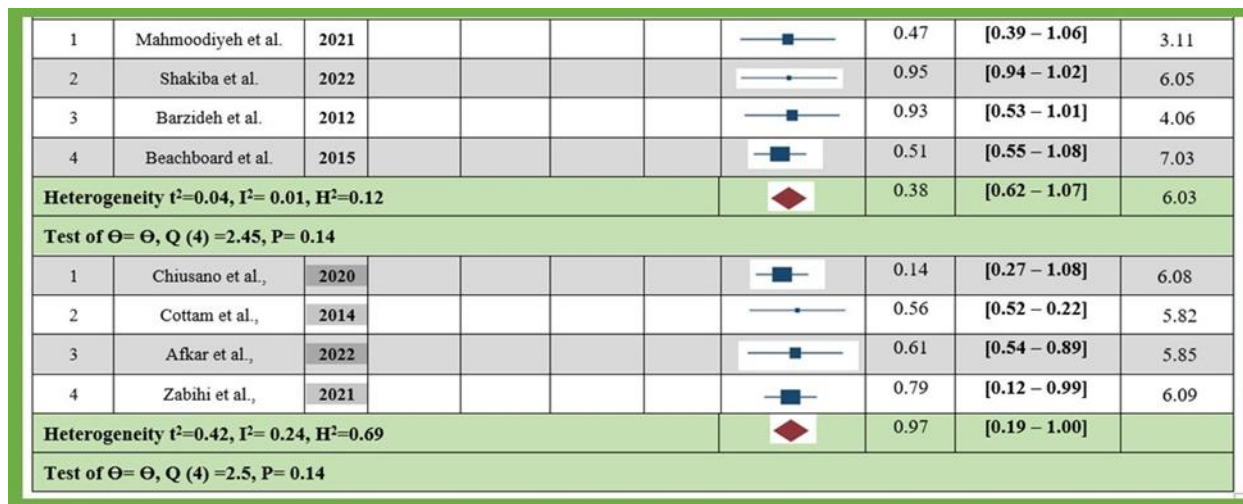 1 Mahmoodiyeh et al. 2021 0.47 [0.39 – 1.06] 3.11
2 Shakiba et al. 2022 0.95 [0.94 – 1.02] 6.05
3 Barzideh et al. 2012 0.93 [0.53 – 1.01] 4.06
4 Beachboard et al. 2015 0.51 [0.55 – 1.08] 7.03
Heterogeneity t²=0.04, I²= 0.01, H²=0.12 0.38 [0.62 – 1.07] 6.03
Test of Ɵ= Ɵ, Q (4) =2.45, P= 0.14
1 Chiusano et al., 2020 0.14 [0.27 – 1.08] 6.08
2 Cottam et al., 2014 0.56 [0.52 – 0.22] 5.82
3 Afkar et al., 2022 0.61 [0.54 – 0.89] 5.85
4 Zabihi et al., 2021 0.79 [0.12 – 0.99] 6.09
Heterogeneity t²=0.42, I²= 0.24, H²=0.69 0.97 [0.19 – 1.00]
Test of Ɵ= Ɵ, Q (4) =2.5, P= 0.14